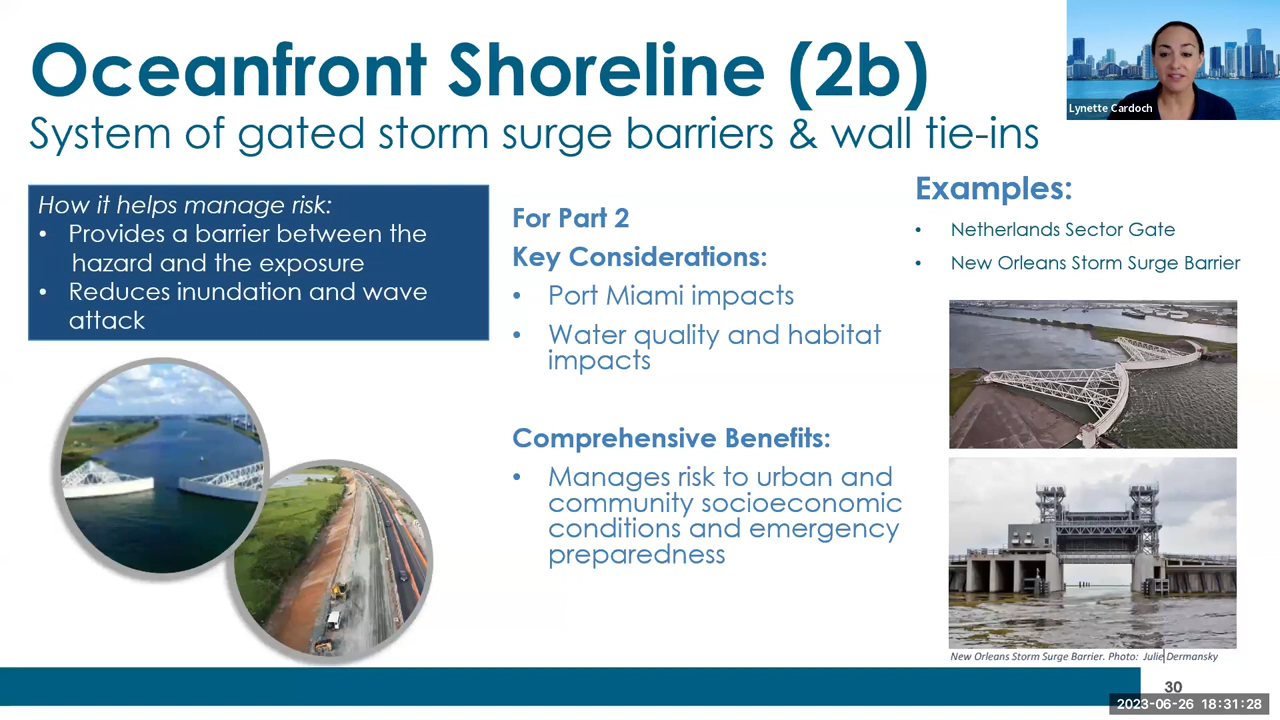 Oceanfront Shoreline (2b)
System of gated storm surge barriers & wall tie-ins
Lynette Cardoch
How it helps manage risk:
• Provides a barrier between the
hazard and the exposure
• Reduces inundation and wave
attack
For Part 2
Key Considerations:
• Port Miami impacts
• Water quality and habitat
impacts
Comprehensive Benefits:
• Manages risk to urban and
community socioeconomic
conditions and emergency
preparedness
Examples:
• Netherlands Sector Gate
• New Orleans Storm Surge Barrier
New Orleans Storm Surge Barrier. Photo: Julie Dermansky
30
2023-06-26 18:31:28